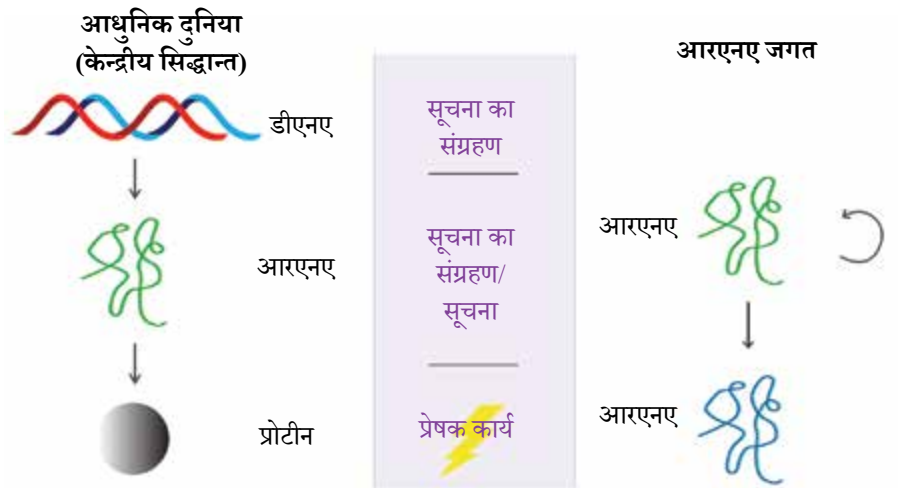 आधुनिक दुनिया
(केन्द्रीय सिद्धान्त)
डीएनए
आरएनए
प्रोटीन
सूचना का
संग्रहण
सूचना का
संग्रहण/
सूचना
प्रेषक कार्य
आरएनए जगत
आरएनए
आरएनए